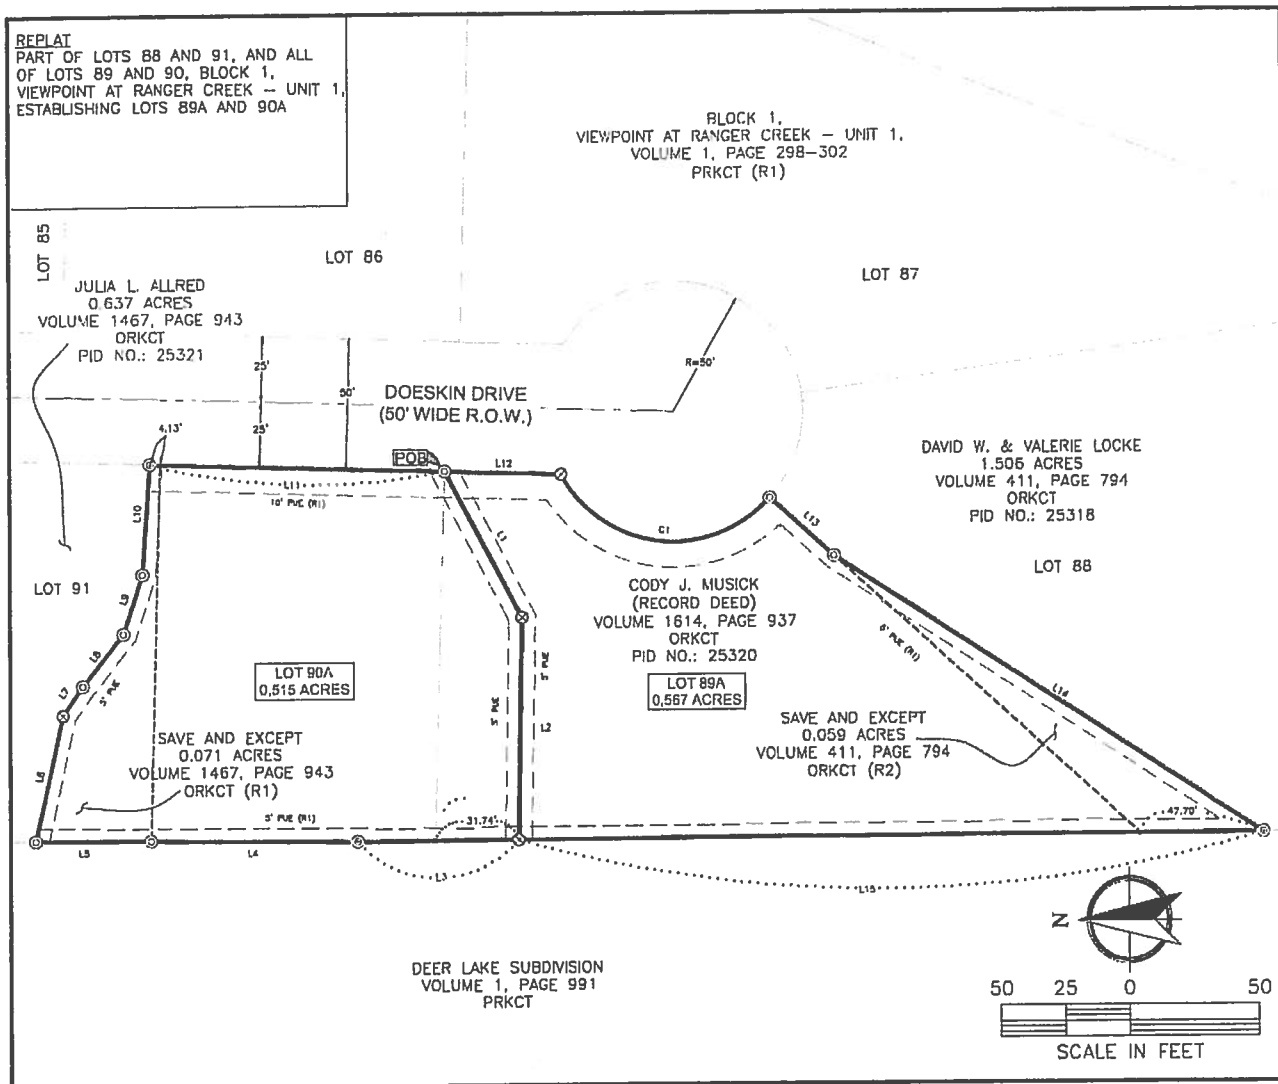 REPLAT
PART OF LOTS 88 AND 91, AND ALL
OF LOTS 89 AND 90, BLOCK 1,
VIEWPOINT AT RANGER CREEK – UNIT 1,
ESTABLISHING LOTS 89A AND 90A
BLOCK 1,
VIEWPOINT AT RANGER CREEK – UNIT 1,
VOLUME 1, PAGE 298–302
PRKCT (R1)
LOT 85
LOT 86
LOT 87
JULIA L. ALLRED
0.637 ACRES
VOLUME 1467, PAGE 943
ORKCT
PID NO.: 25321
25'
25'
50'
R=50'
DOESKIN DRIVE
(50' WIDE R.O.W.)
4.13'
POB
L12
L11
10' PUE (R1)
L10
L1
C1
L13
DAVID W. & VALERIE LOCKE
1.506 ACRES
VOLUME 411, PAGE 794
ORKCT
PID NO.: 25318
LOT 88
LOT 91
L9
L8
L7
L6
5' PUE
CODY J. MUSICK
(RECORD DEED)
VOLUME 1614, PAGE 937
ORKCT
PID NO.: 25320
LOT 90A
0.515 ACRES
LOT 89A
0.567 ACRES
5' PUE
5' PUE
L2
L14
SAVE AND EXCEPT
0.071 ACRES
VOLUME 1467, PAGE 943
ORKCT (R1)
SAVE AND EXCEPT
0.059 ACRES
VOLUME 411, PAGE 794
ORKCT (R2)
5' PUE (R1)
31.74'
47.70'
L5
L4
L3
L15
N
DEER LAKE SUBDIVISION
VOLUME 1, PAGE 991
PRKCT
50 25 0 50
SCALE IN FEET